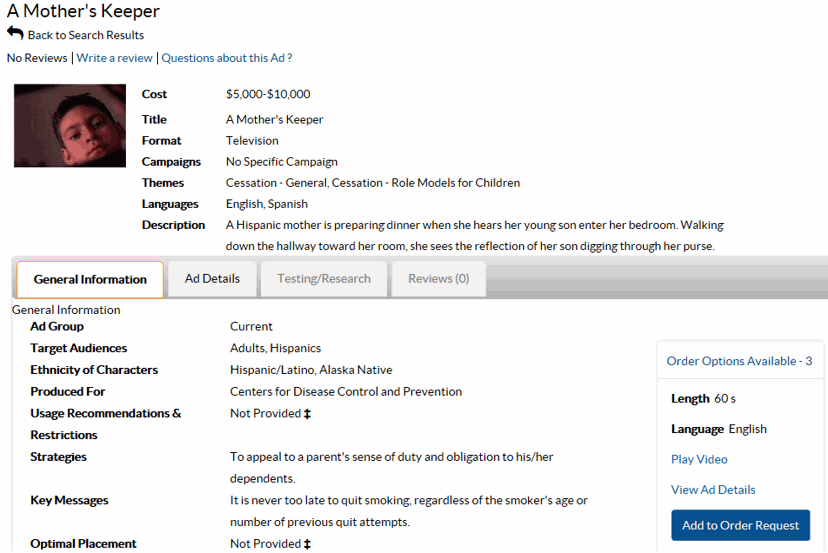 A Mother's Keeper
Back to Search Results
No Reviews | Write a review | Questions about this Ad ?
Cost $5,000-$10,000
Title A Mother's Keeper
Format Television
Campaigns No Specific Campaign
Themes Cessation - General, Cessation - Role Models for Children
Languages English, Spanish
Description A Hispanic mother is preparing dinner when she hears her young son enter her bedroom. Walking
down the hallway toward her room, she sees the reflection of her son digging through her purse.
General Information Ad Details Testing/Research Reviews (0)
General Information
Ad Group Current
Target Audiences Adults, Hispanics
Ethnicity of Characters Hispanic/Latino, Alaska Native
Produced For Centers for Disease Control and Prevention
Usage Recommendations & Not Provided ‡
Restrictions
Strategies To appeal to a parent's sense of duty and obligation to his/her
dependents.
Key Messages It is never too late to quit smoking, regardless of the smoker's age or
number of previous quit attempts.
Optimal Placement Not Provided ‡
Order Options Available - 3
Length 60 s
Language English
Play Video
View Ad Details
Add to Order Request